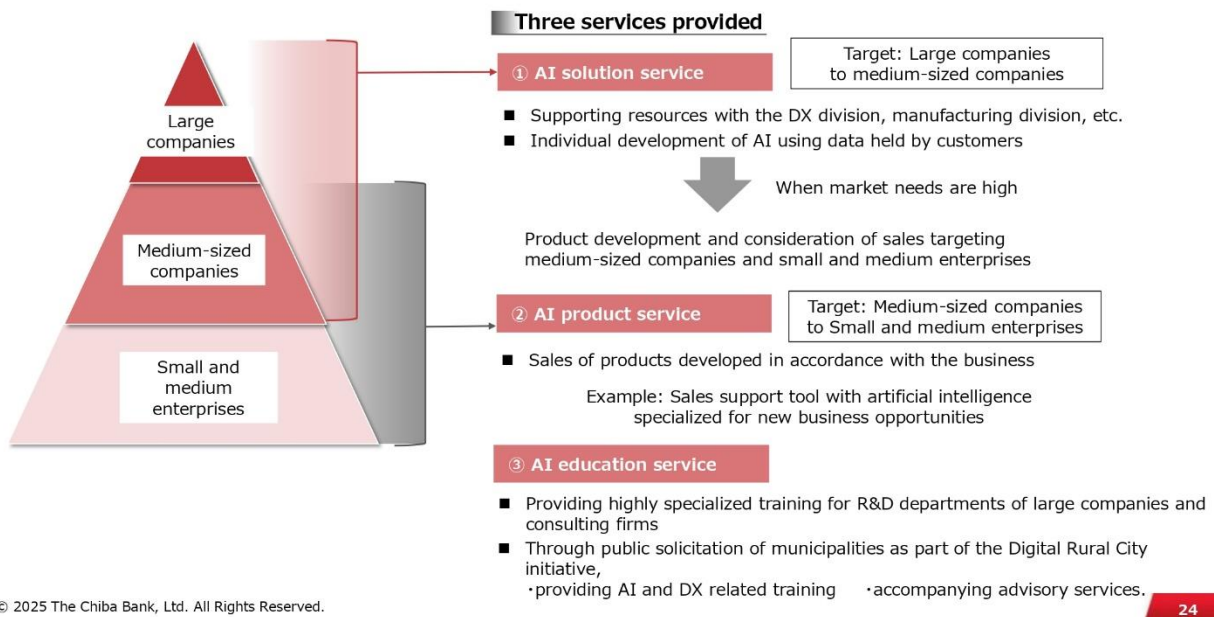 Three services provided
Large
companies
Medium-sized
companies
Small and
medium
enterprises
① AI solution service
Target: Large companies
to medium-sized companies
■ Supporting resources with the DX division, manufacturing division, etc.
■ Individual development of AI using data held by customers
When market needs are high
Product development and consideration of sales targeting
medium-sized companies and small and medium enterprises
② AI product service
Target: Medium-sized companies
to Small and medium enterprises
■ Sales of products developed in accordance with the business
Example: Sales support tool with artificial intelligence
specialized for new business opportunities
③ AI education service
■ Providing highly specialized training for R&D departments of large companies and
consulting firms
■ Through public solicitation of municipalities as part of the Digital Rural City
initiative,
・providing AI and DX related training ・accompanying advisory services.
© 2025 The Chiba Bank, Ltd. All Rights Reserved.
24